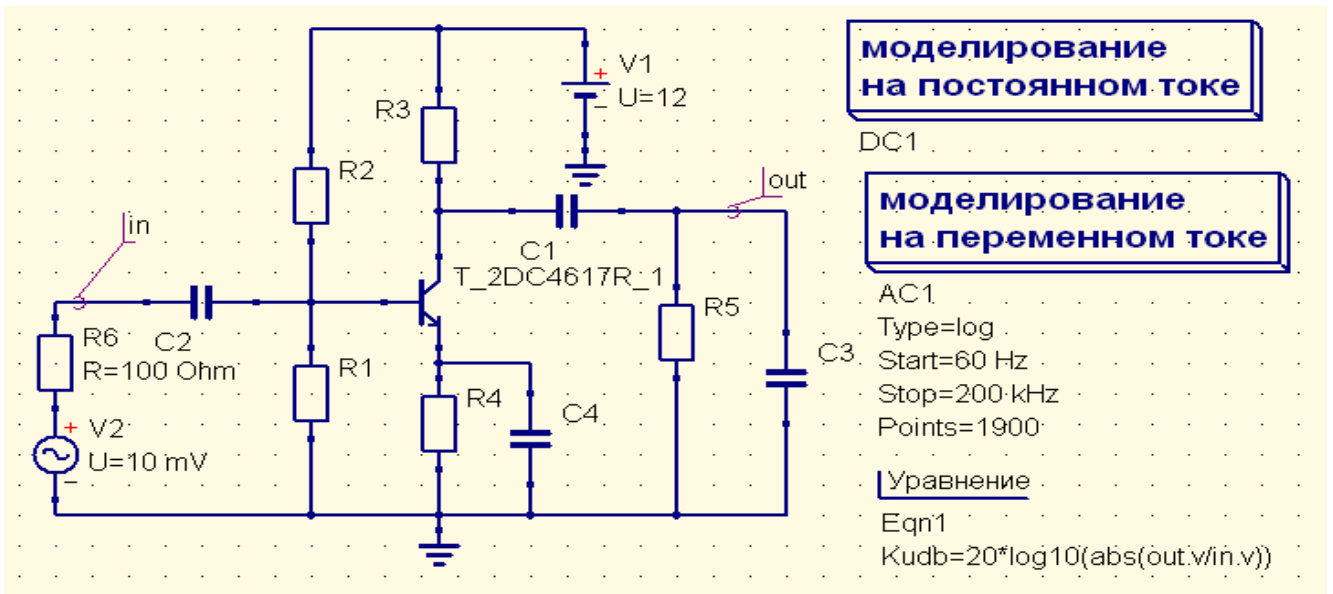 V1
U=12
R3
R2
out
in
C1
T_2DC4617R_1
R6
R=100 Ohm
C2
R1
R5
C3
R4
C4
V2
U=10 mV
моделирование
на постоянном токе
DC1
моделирование
на переменном токе
AC1
Type=log
Start=60 Hz
Stop=200 kHz
Points=1900
Уравнение
Eqn1
Kudb=20*log10(abs(out.v/in.v))